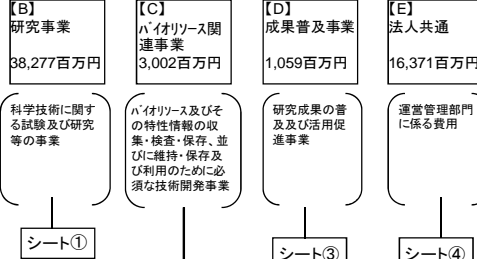 【B】
研究事業
38,277百万円
【C】
バイオリソース関
連事業
3,002百万円
【D】
成果普及事業
1,059百万円
【E】
法人共通
16,371百万円
科学技術に関す
る試験及び研究
等の事業
バイオリソース及びそ
の特性情報の収
集・検査・保存、並
びに維持・保存及
び利用のために必
須な技術開発事業
研究成果の普
及及び活用促
進事業
運営管理部門
に係る費用
シート①
シート③
シート④